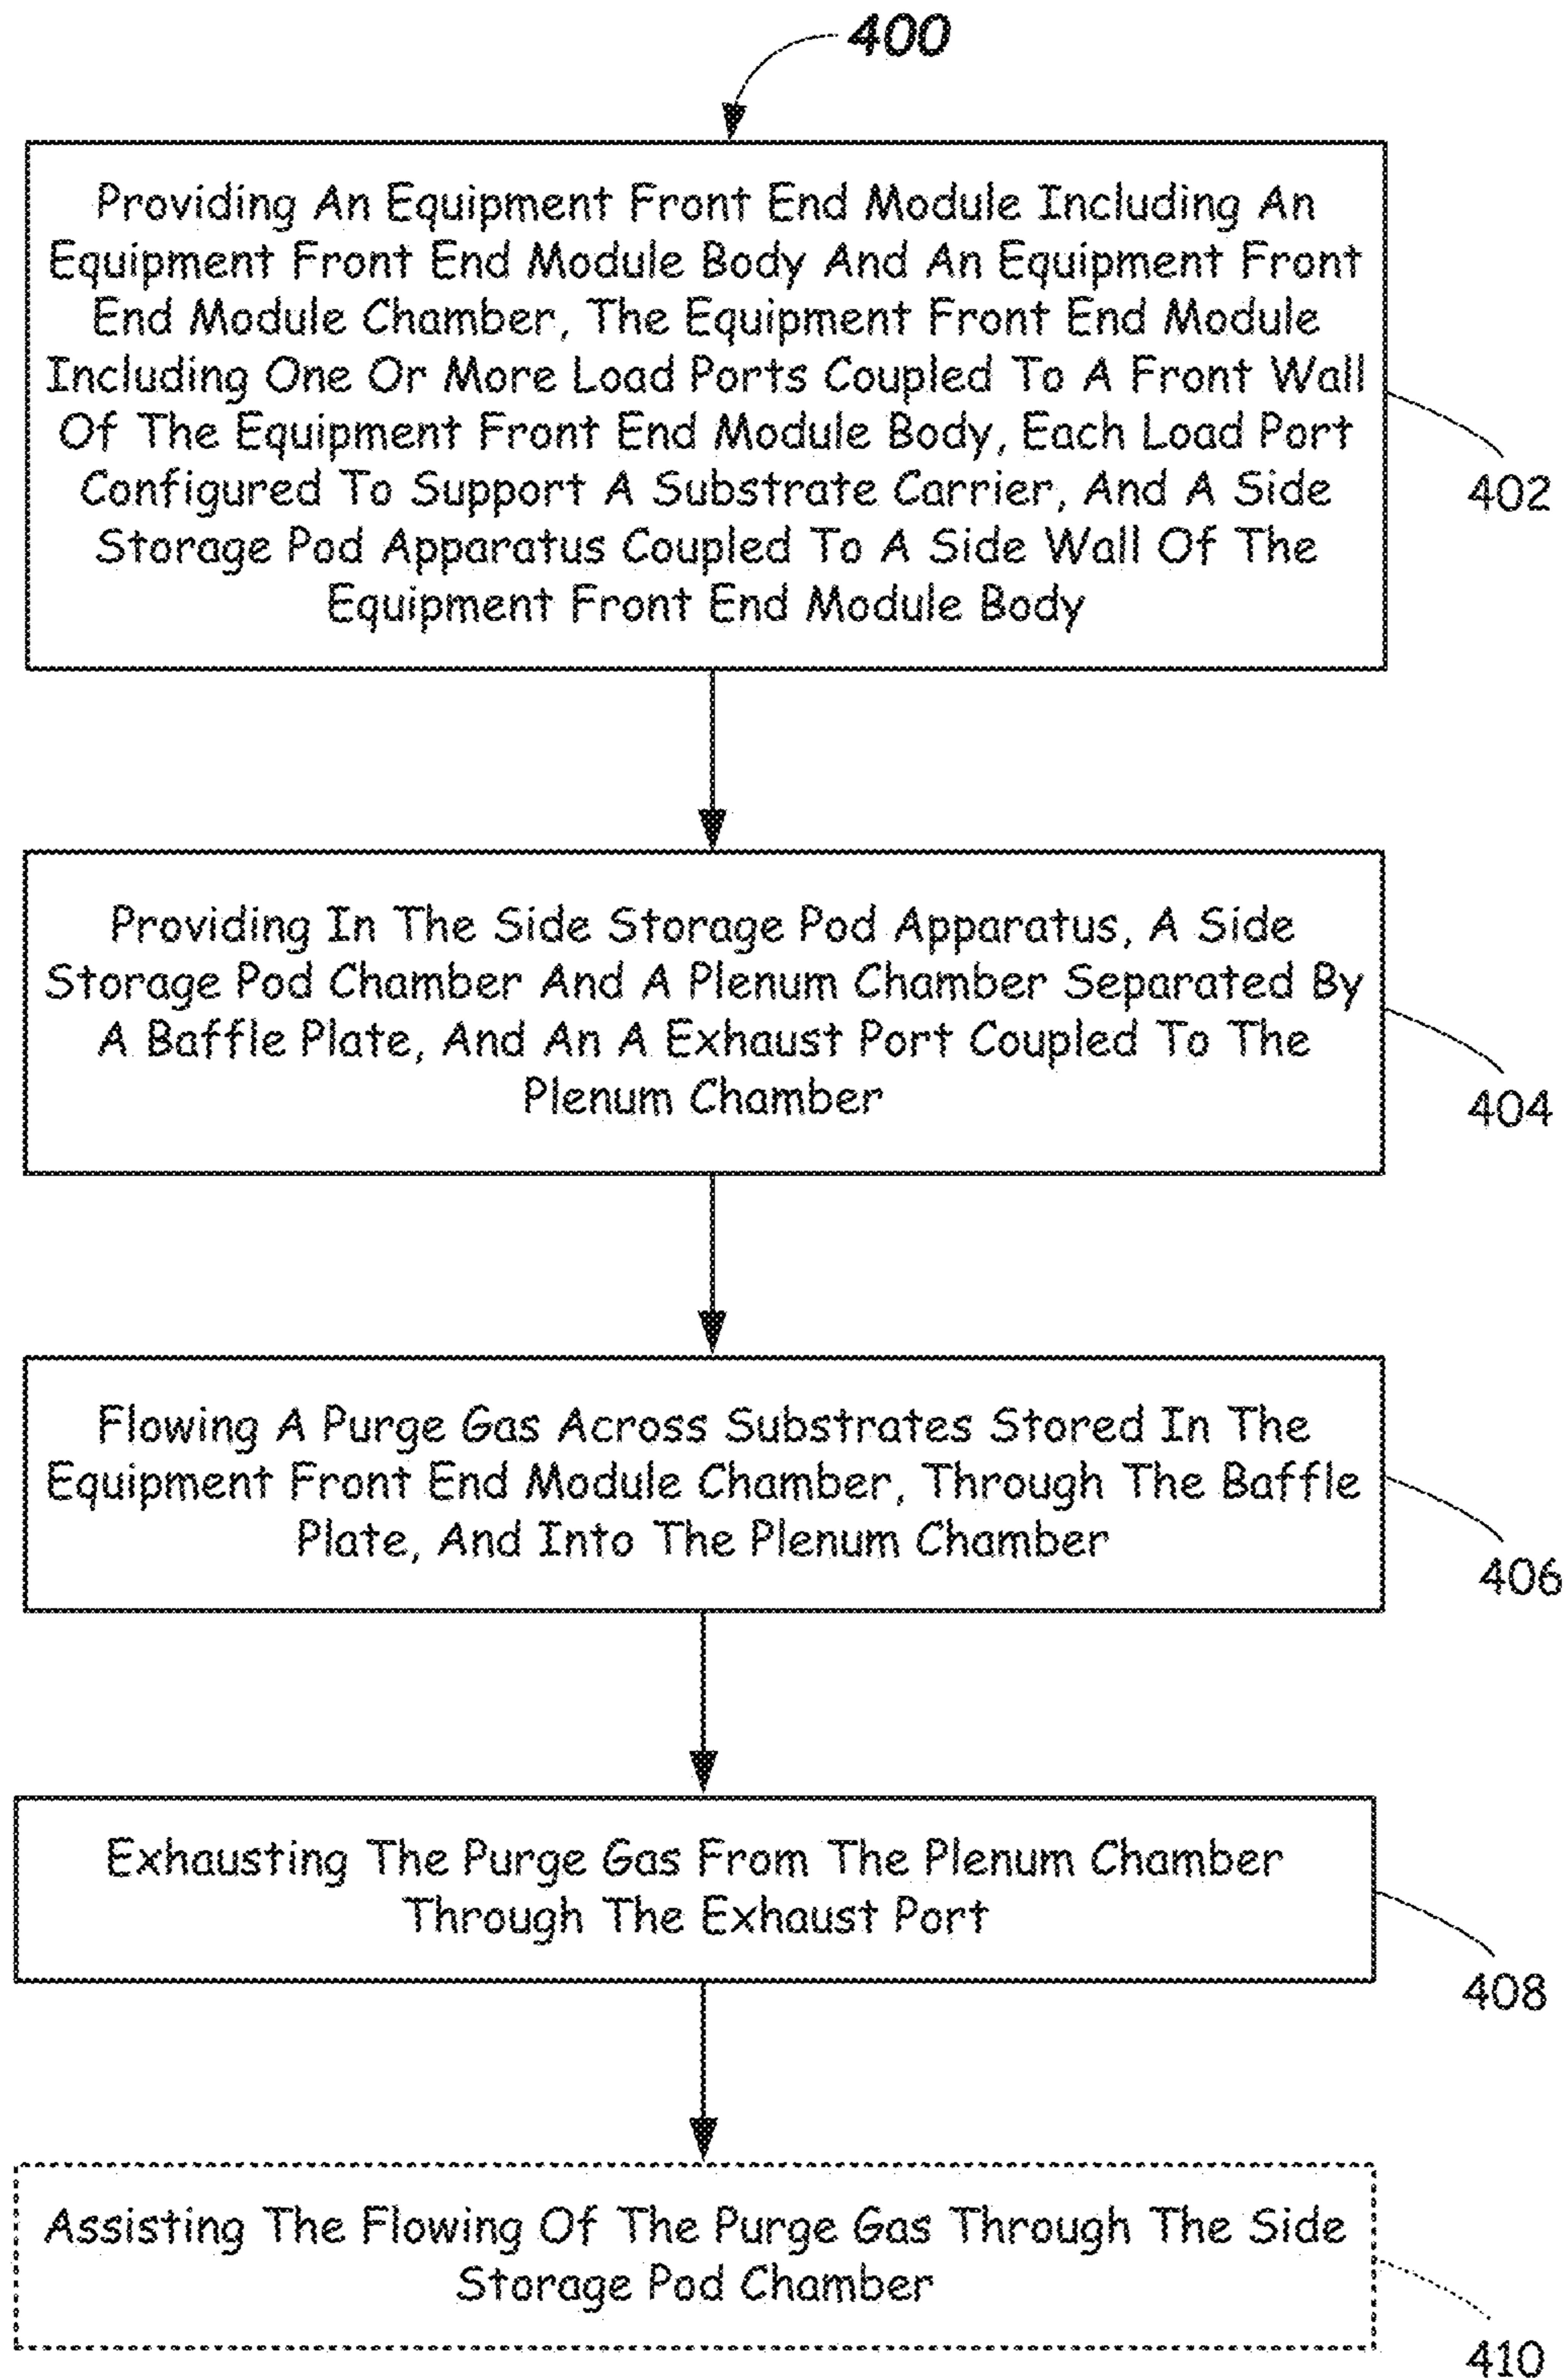 400
Providing An Equipment Front End Module Including An
Equipment Front End Module Body And An Equipment Front
End Module Chamber, The Equipment Front End Module
Including One Or More Load Ports Coupled To A Front Wall
Of The Equipment Front End Module Body, Each Load Port
Configured To Support A Substrate Carrier, And A Side
Storage Pod Apparatus Coupled To A Side Wall Of The
Equipment Front End Module Body
402
Providing In The Side Storage Pod Apparatus, A Side
Storage Pod Chamber And A Plenum Chamber Separated By
A Baffle Plate, And An A Exhaust Port Coupled To The
Plenum Chamber
404
Flowing A Purge Gas Across Substrates Stored In The
Equipment Front End Module Chamber, Through The Baffle
Plate, And Into The Plenum Chamber
406
Exhausting The Purge Gas From The Plenum Chamber
Through The Exhaust Port
408
Assisting The Flowing Of The Purge Gas Through The Side
Storage Pod Chamber
410